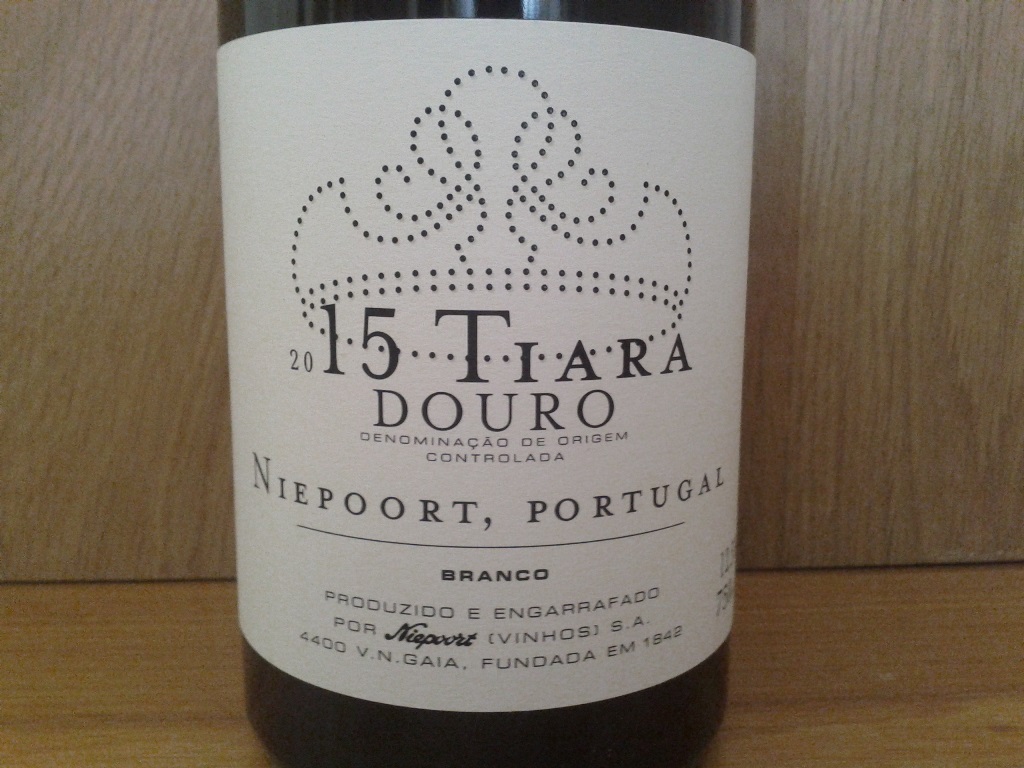 2015 TIARA
DOURO
DENOMINAÇÃO DE ORIGEM
CONTROLADA
NIEPOORT, PORTUGAL
BRANCO
PRODUZIDO E ENGARRAFADO
POR Niepoort (VINHOS) S.A.
4400 V.N.GAIA, FUNDADA EM 1842